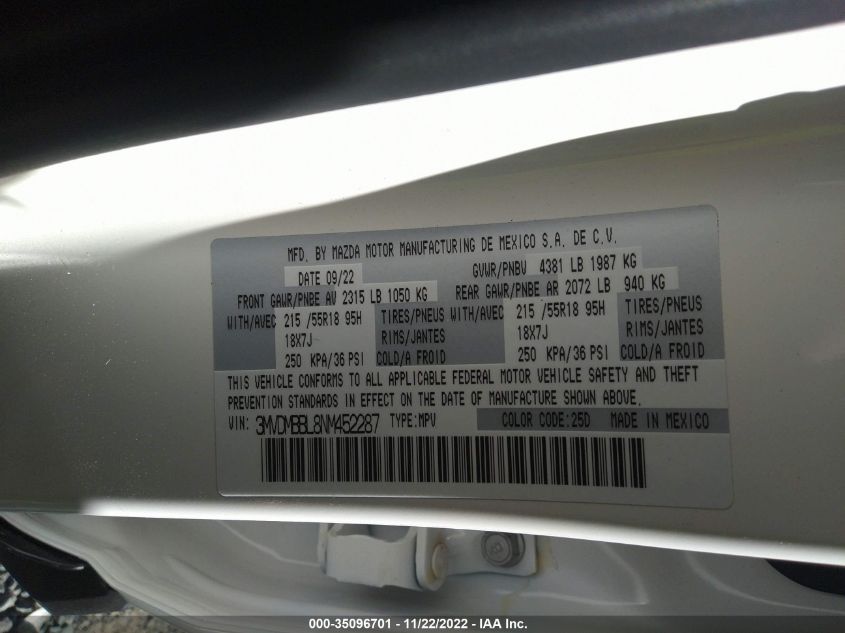 MFD. BY MAZDA MOTOR MANUFACTURING DE MEXICO S.A. DE C.V.
DATE 09/22 GVWR/PNBV 4381 LB 1987 KG
FRONT GAWR/PNBE AV 2315 LB 1050 KG REAR GAWR/PNBE AR 2072 LB 940 KG
WITH/AVEC 215 /55R18 95H TIRES/PNEUS WITH/AVEC 215 /55R18 95H TIRES/PNEUS
18X7J RIMS/JANTES 18X7J RIMS/JANTES
250 KPA/36 PSI COLD/A FROID 250 KPA/36 PSI COLD/A FROID
THIS VEHICLE CONFORMS TO ALL APPLICABLE FEDERAL MOTOR VEHICLE SAFETY AND THEFT
PREVENTION STANDARDS IN EFFECT ON THE DATE OF MANUFACTURE SHOWN ABOVE.
VIN: 3MVDMBBL8NM452287 TYPE:MPV COLOR CODE:25D MADE IN MEXICO
000-35096701 - 11/22/2022 - IAA Inc.